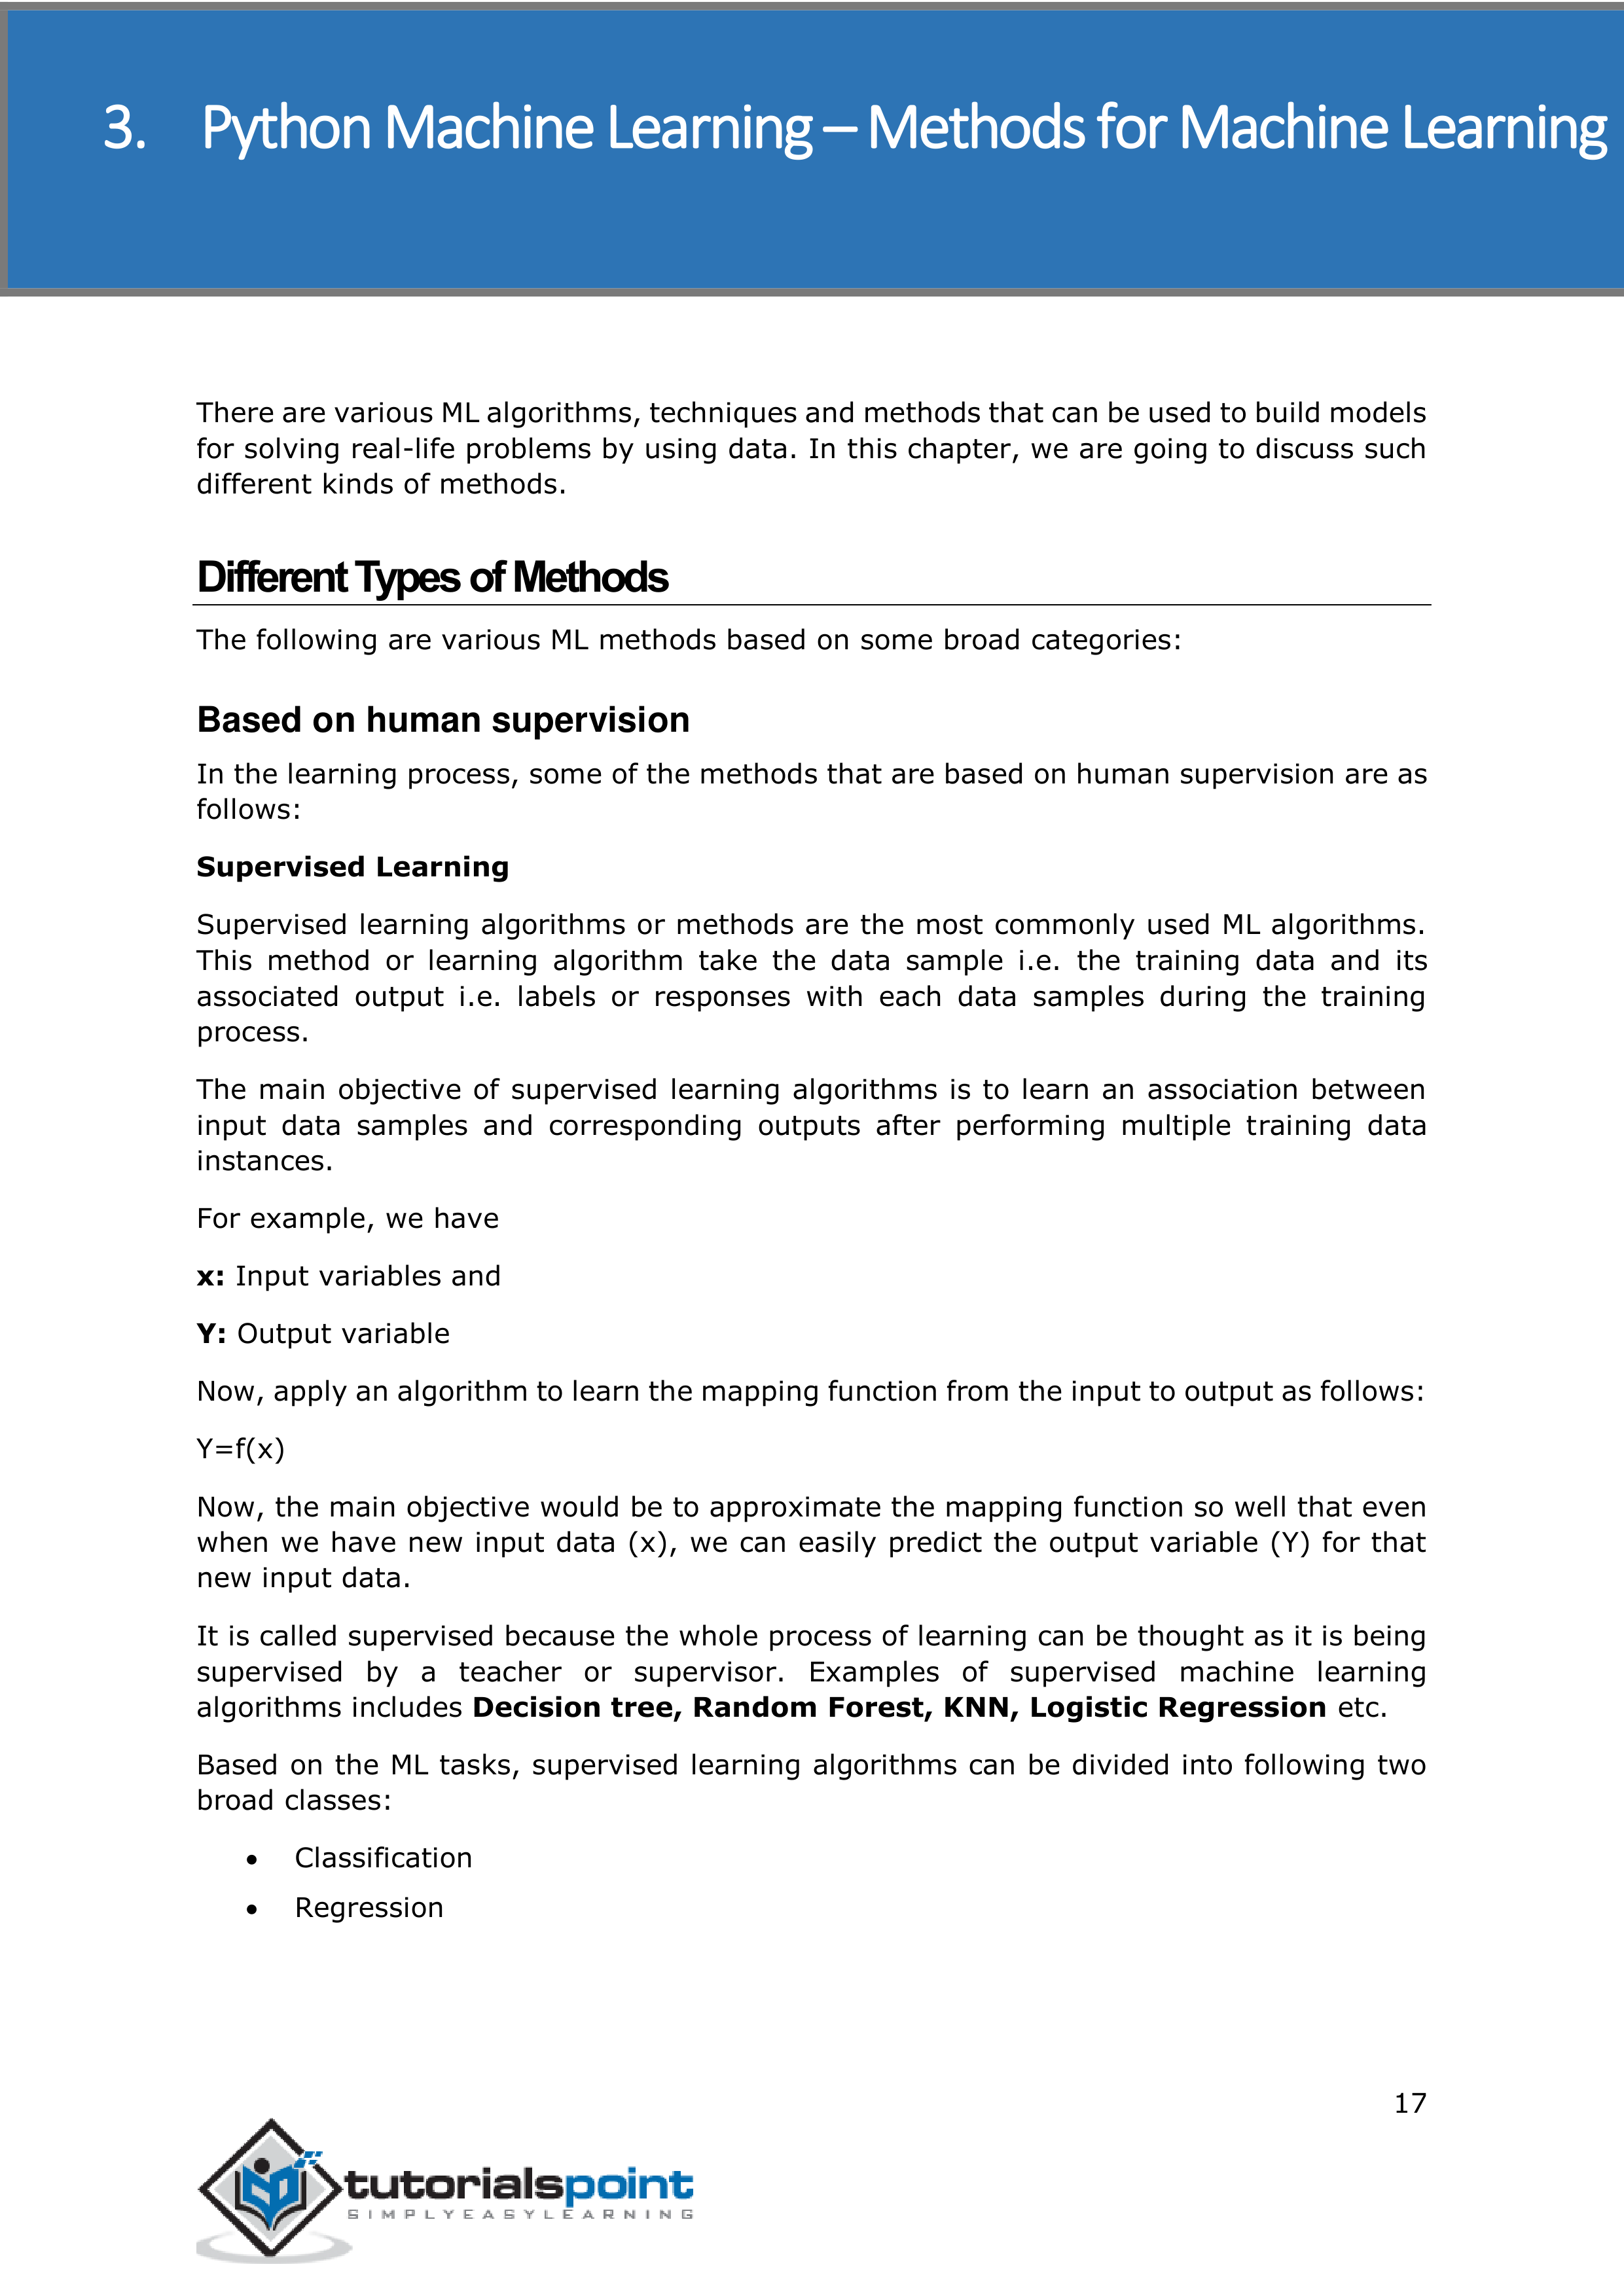 3. Python Machine Learning – Methods for Machine Learning
There are various ML algorithms, techniques and methods that can be used to build models
for solving real-life problems by using data. In this chapter, we are going to discuss such
different kinds of methods.
Different Types of Methods
The following are various ML methods based on some broad categories:
Based on human supervision
In the learning process, some of the methods that are based on human supervision are as
follows:
Supervised Learning
Supervised learning algorithms or methods are the most commonly used ML algorithms.
This method or learning algorithm take the data sample i.e. the training data and its
associated output i.e. labels or responses with each data samples during the training
process.
The main objective of supervised learning algorithms is to learn an association between
input data samples and corresponding outputs after performing multiple training data
instances.
For example, we have
x: Input variables and
Y: Output variable
Now, apply an algorithm to learn the mapping function from the input to output as follows:
Y=f(x)
Now, the main objective would be to approximate the mapping function so well that even
when we have new input data (x), we can easily predict the output variable (Y) for that
new input data.
It is called supervised because the whole process of learning can be thought as it is being
supervised by a teacher or supervisor. Examples of supervised machine learning
algorithms includes Decision tree, Random Forest, KNN, Logistic Regression etc.
Based on the ML tasks, supervised learning algorithms can be divided into following two
broad classes:
• Classification
• Regression
17
tutorialspoint
SIMPLYEASYLEARNING